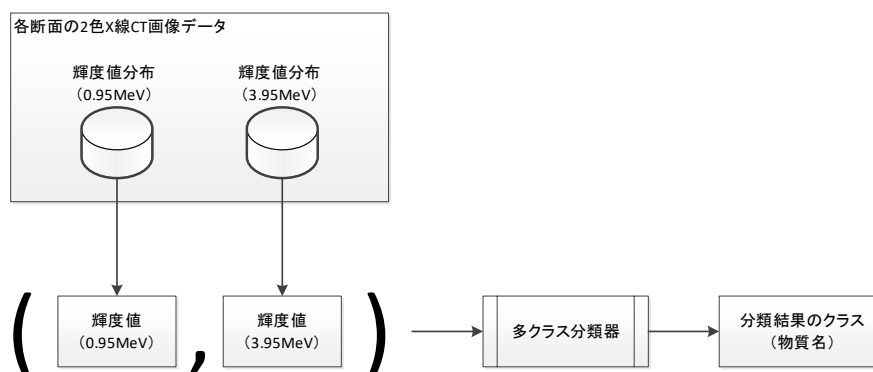 各断面の2色X線CT画像データ
輝度値分布
（0.95MeV）
輝度値分布
（3.95MeV）
(
輝度値
（0.95MeV）
,
輝度値
（3.95MeV）
)
多クラス分類器
分類結果のクラス
（物質名）